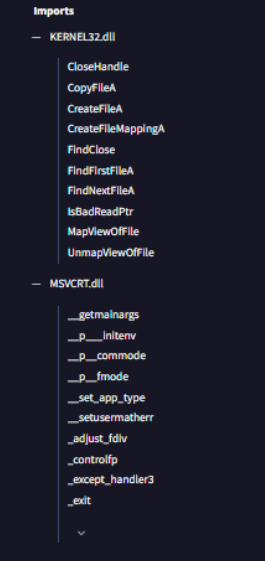 Imports
— KERNEL32.dll
CloseHandle
CopyFileA
CreateFileA
CreateFileMappingA
FindClose
FindFirstFileA
FindNextFileA
IsBadReadPtr
MapViewOfFile
UnmapViewOfFile
— MSVCRT.dll
__getmainargs
__p___initenv
__p__commode
__p__fmode
__set_app_type
__setusermatherr
_adjust_fdiv
_controlfp
_except_handler3
_exit